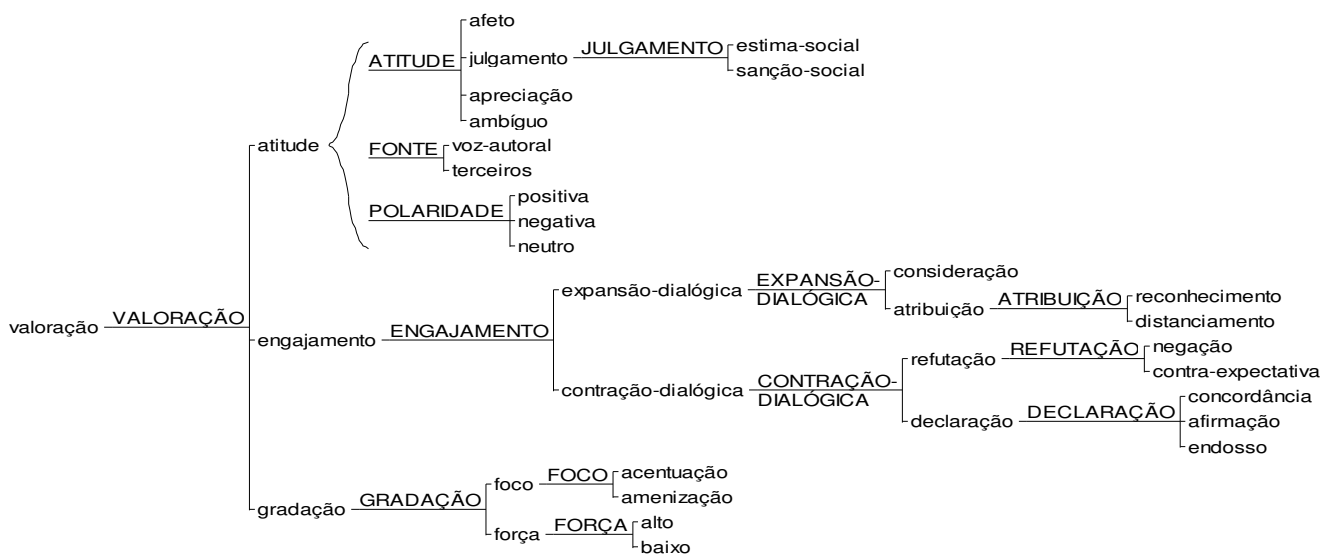 afeto
ATITUDE
julgamento
JULGAMENTO
estima-social
sanção-social
apreciação
ambíguo
atitude
FONTE
voz-autoral
terceiros
POLARIDADE
positiva
negativa
neutro
valoração
VALORAÇÃO
engajamento
ENGAJAMENTO
expansão-dialógica
EXPANSÃO-
DIALÓGICA
consideração
atribuição
ATRIBUIÇÃO
reconhecimento
distanciamento
contração-dialógica
CONTRAÇÃO-
DIALÓGICA
refutação
REFUTAÇÃO
negação
contra-expectativa
declaração
DECLARAÇÃO
concordância
afirmação
endosso
gradação
GRADAÇÃO
foco
FOCO
acentuação
amenização
força
FORÇA
alto
baixo